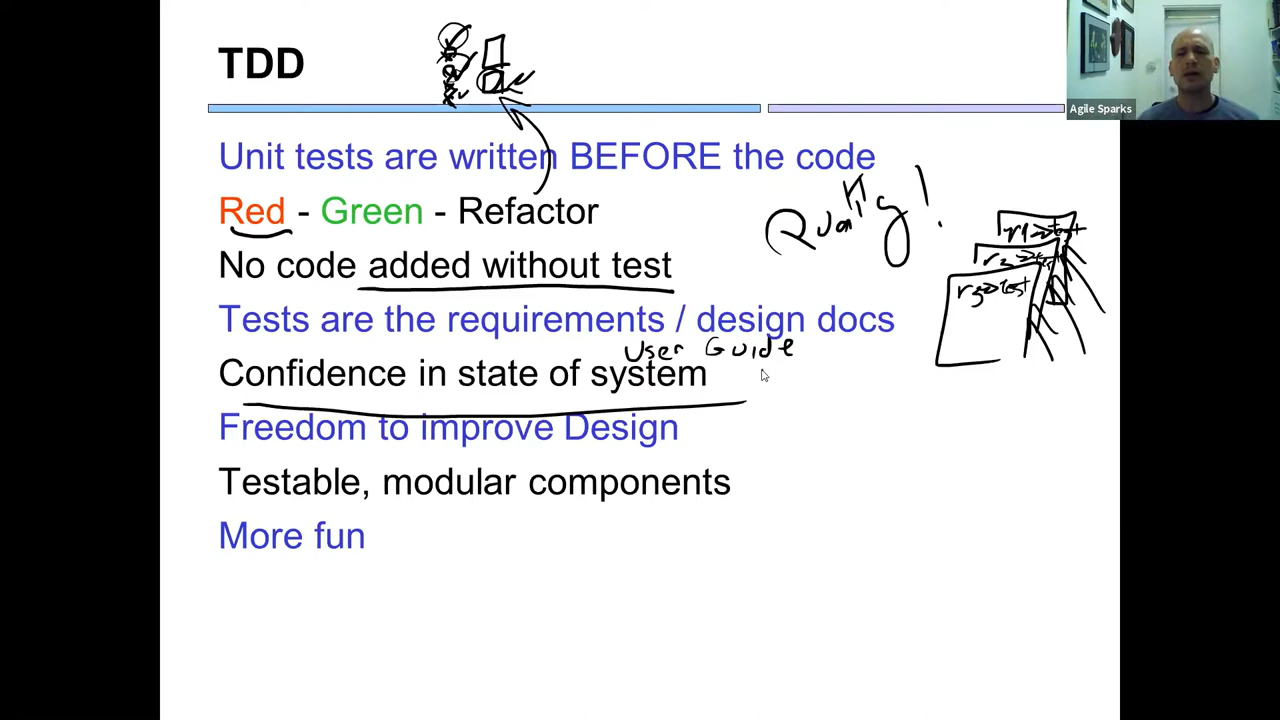 TDD
Agile Sparks
Unit tests are written BEFORE the code
Red - Green - Refactor
Quality!
No code added without test
r3=>test
Tests are the requirements / design docs
User Guide
Confidence in state of system
Freedom to improve Design
Testable, modular components
More fun